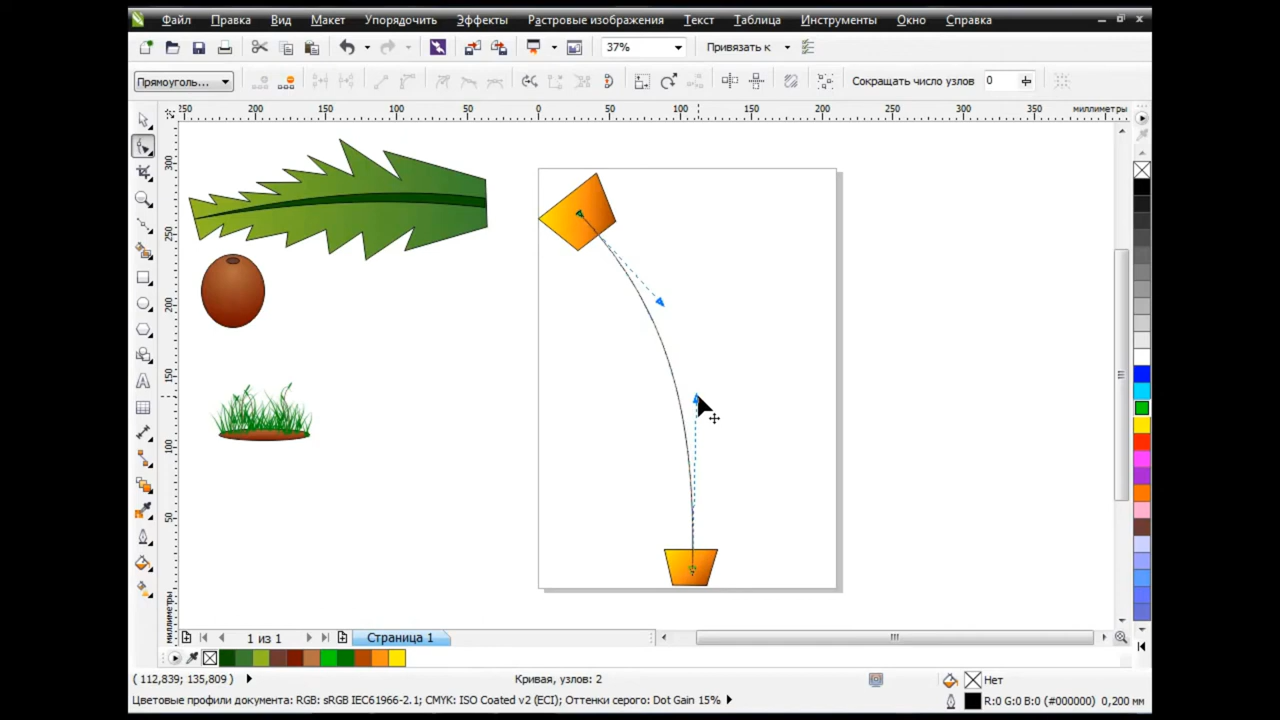 Файл Правка Вид Макет Упорядочить Эффекты Растровые изображения Текст Таблица Инструменты Окно Справка
37% Привязать к
Прямоуголь... Сокращать число узлов 0
250 200 150 100 50 0 50 100 150 200 250 300 350 миллиметры
300
250
200
150
100
50
миллиметры
1 из 1 Страница 1
( 112,839; 135,809 ) Кривая, узлов: 2 Нет
Цветовые профили документа: RGB: sRGB IEC61966-2.1; CMYK: ISO Coated v2 (ECI); Оттенки серого: Dot Gain 15% R:0 G:0 B:0 (#000000) 0,200 мм